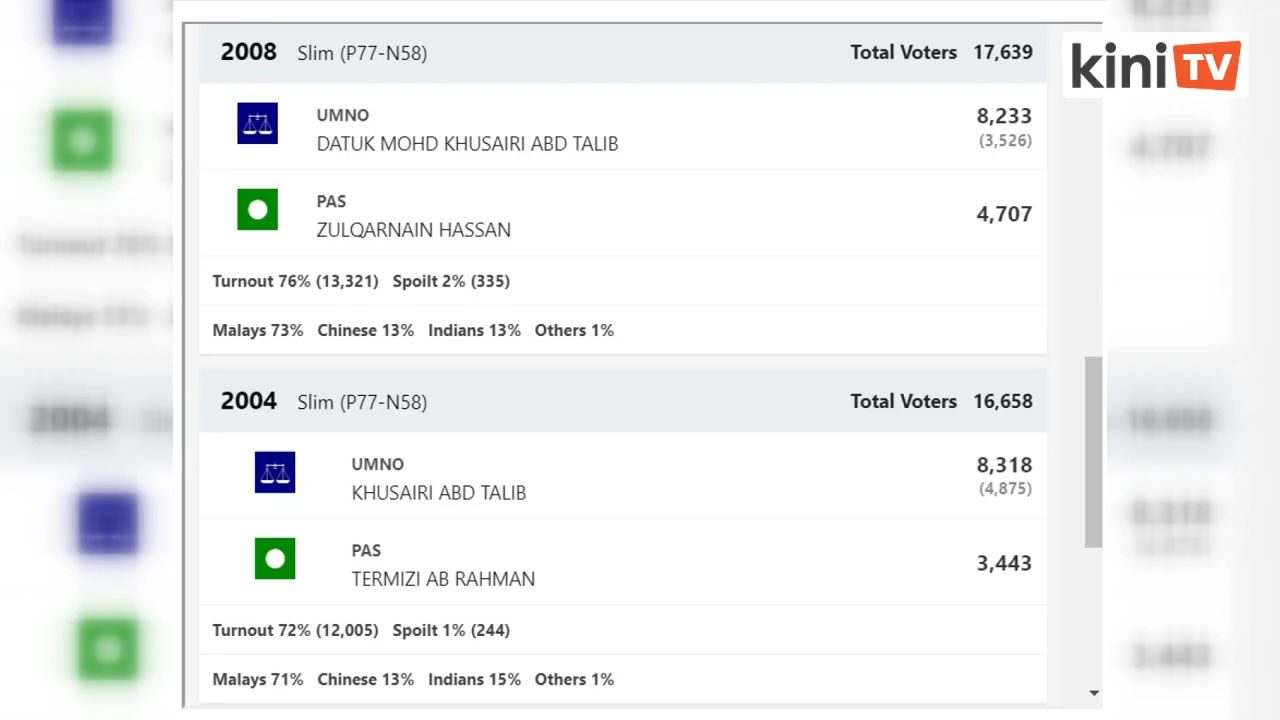 kini TV
2008 Slim (P77-N58) Total Voters 17,639
UMNO
DATUK MOHD KHUSAIRI ABD TALIB
8,233
(3,526)
PAS
ZULQARNAIN HASSAN
4,707
Turnout 76% (13,321) Spoilt 2% (335)
Malays 73% Chinese 13% Indians 13% Others 1%
2004 Slim (P77-N58) Total Voters 16,658
UMNO
KHUSAIRI ABD TALIB
8,318
(4,875)
PAS
TERMIZI AB RAHMAN
3,443
Turnout 72% (12,005) Spoilt 1% (244)
Malays 71% Chinese 13% Indians 15% Others 1%